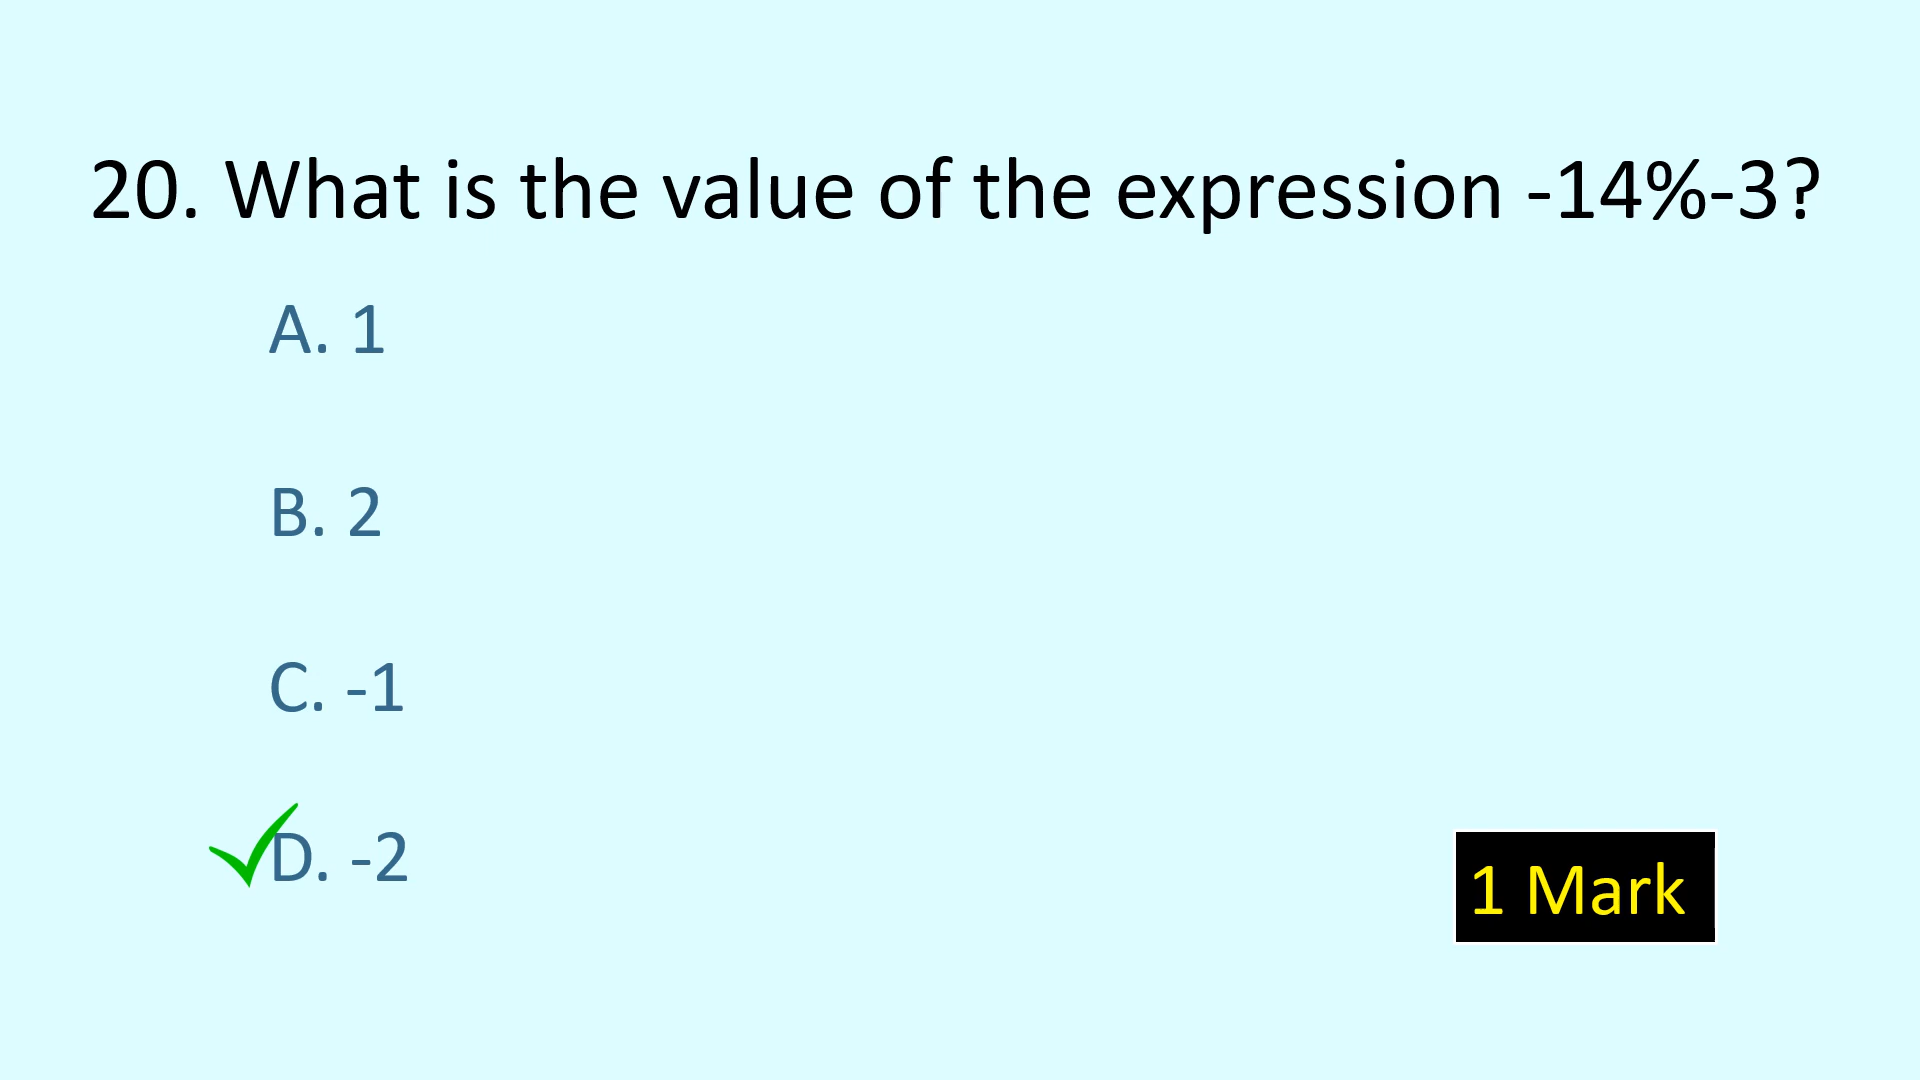 20. What is the value of the expression -14%-3?
A. 1
B. 2
C. -1
D. -2
1 Mark